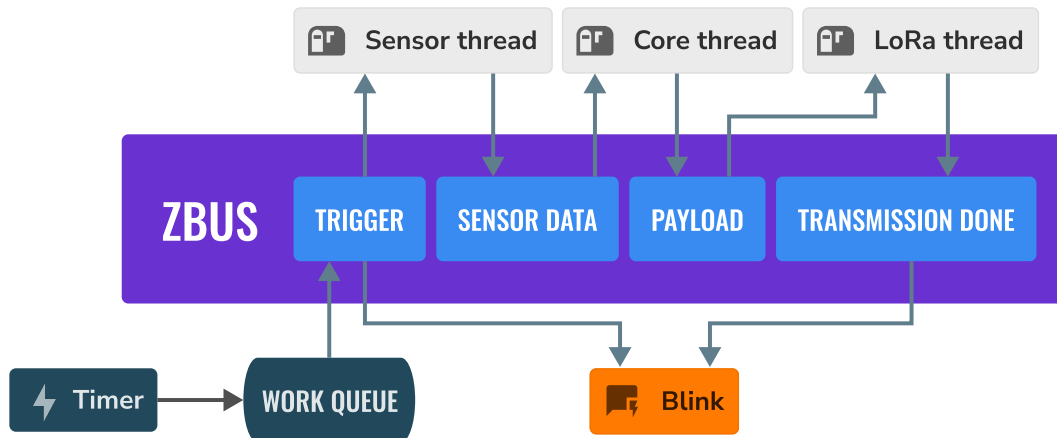 Sensor thread
Core thread
LoRa thread
ZBUS
TRIGGER
SENSOR DATA
PAYLOAD
TRANSMISSION DONE
Timer
WORK QUEUE
Blink